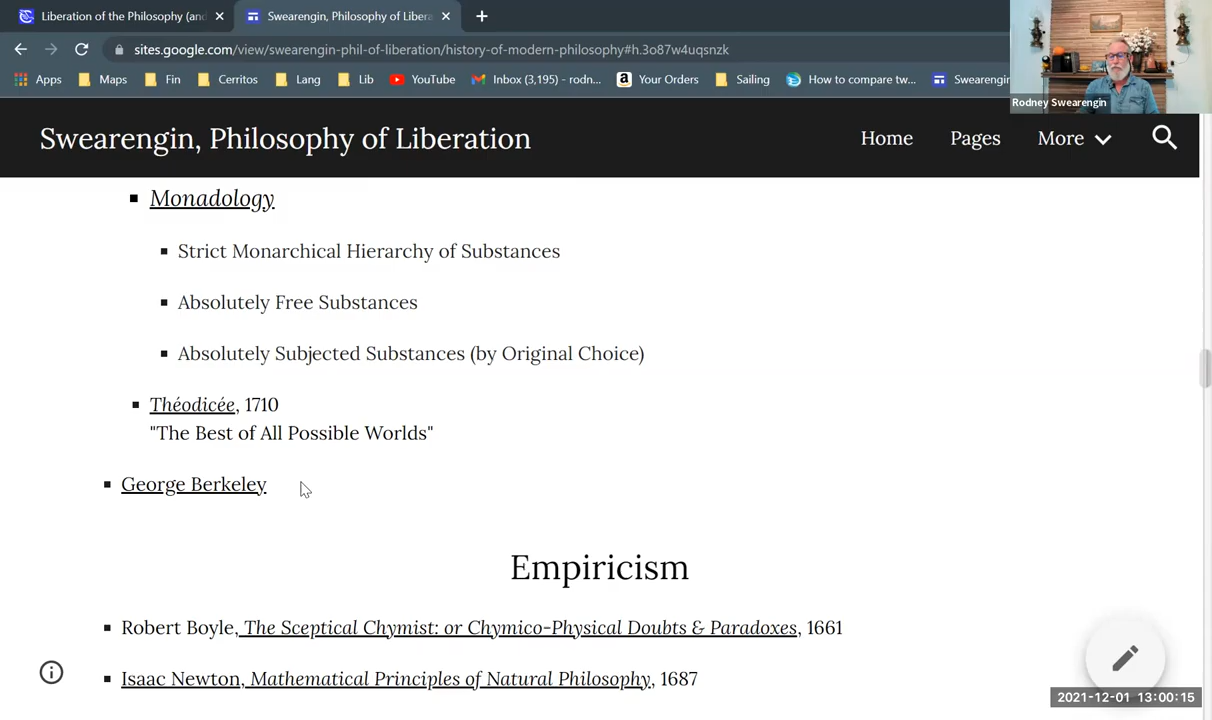 Liberation of the Philosophy (and
Swearengin, Philosophy of Libera
sites.google.com/view/swearengin-phil-of-liberation/history-of-modern-philosophy#h.3o87w4uqsnzk
Apps Maps Fin Cerritos Lang Lib YouTube Inbox (3,195) - rodn... Your Orders Sailing How to compare tw... Swearengin
Rodney Swearengin
Swearengin, Philosophy of Liberation
Home Pages More
Monadology
Strict Monarchical Hierarchy of Substances
Absolutely Free Substances
Absolutely Subjected Substances (by Original Choice)
Théodicée, 1710
"The Best of All Possible Worlds"
George Berkeley
Empiricism
Robert Boyle, The Sceptical Chymist: or Chymico-Physical Doubts & Paradoxes, 1661
Isaac Newton, Mathematical Principles of Natural Philosophy, 1687
2021-12-01 13:00:15